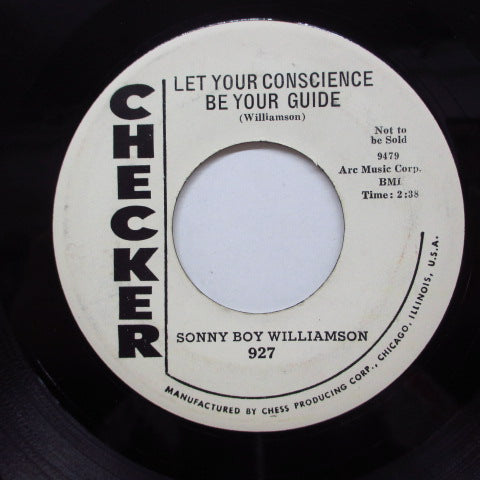 CHECKER
LET YOUR CONSCIENCE
BE YOUR GUIDE
(Williamson)
Not to
be Sold
9479
Arc Music Corp.
BMI
Time: 2:38
SONNY BOY WILLIAMSON
927
MANUFACTURED BY CHESS PRODUCING CORP., CHICAGO, ILLINOIS, U.S.A.